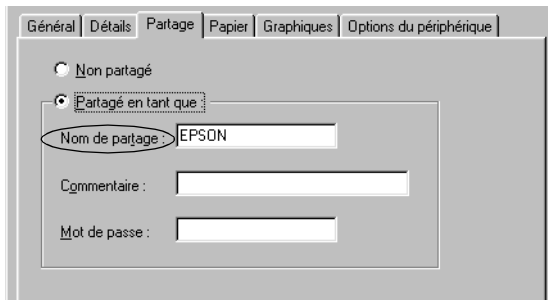 Général Détails Partage Papier Graphiques Options du périphérique
Non partagé
Partagé en tant que :
Nom de partage : EPSON
Commentaire :
Mot de passe :